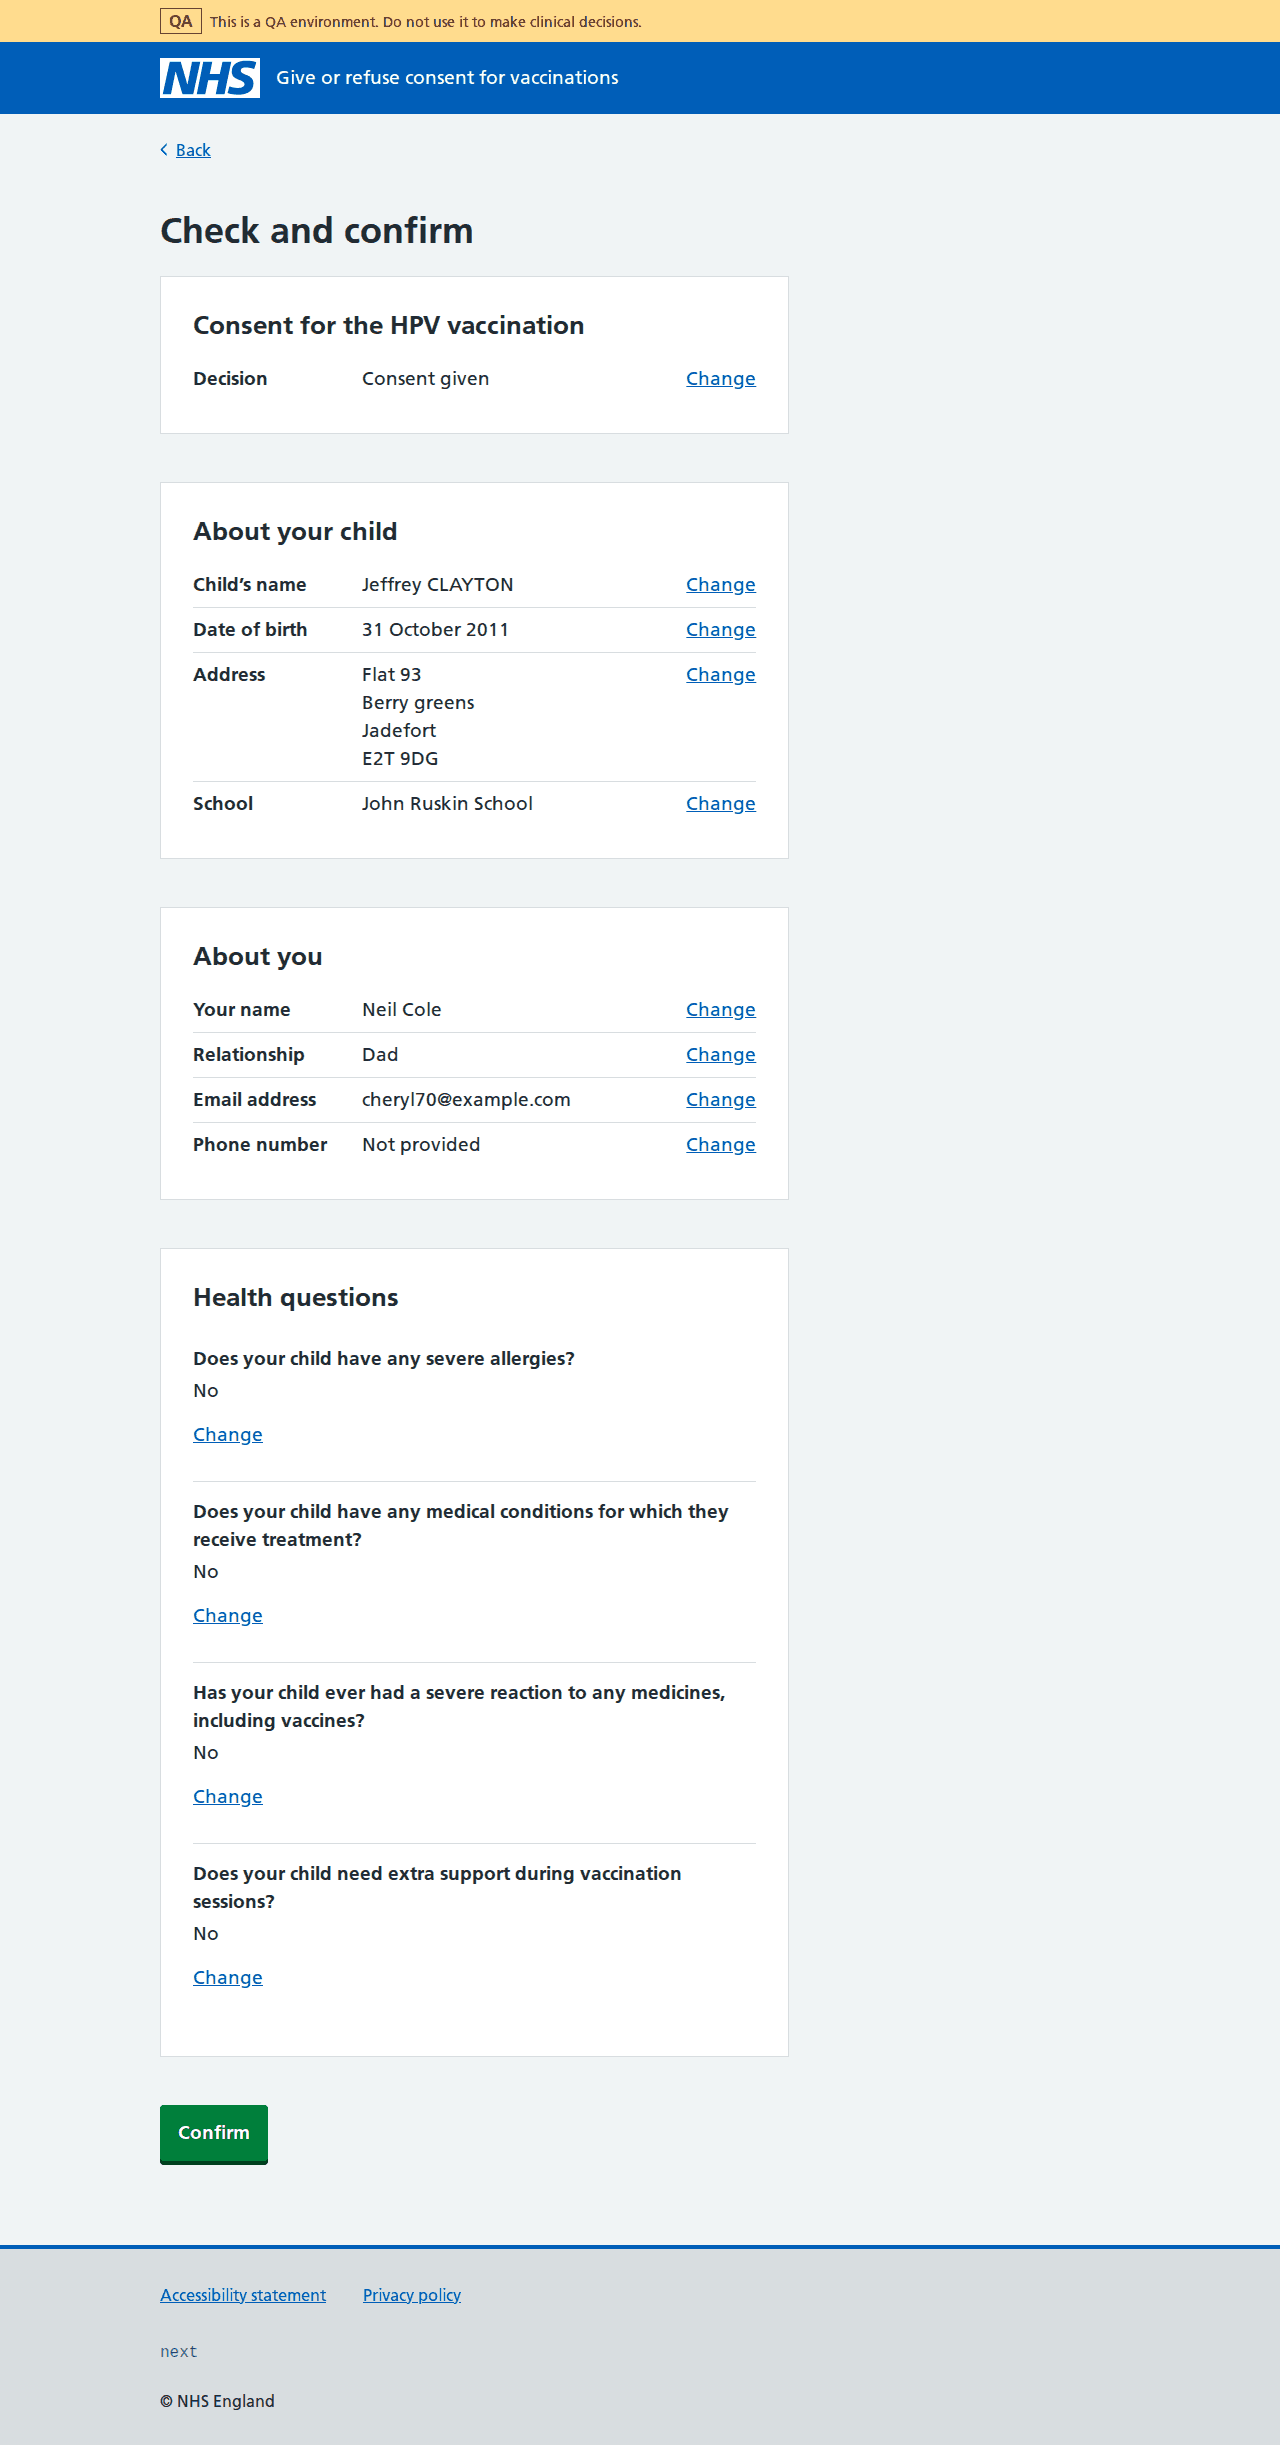 QA This is a QA environment. Do not use it to make clinical decisions.
NHS Give or refuse consent for vaccinations
Back
Check and confirm
Consent for the HPV vaccination
Decision Consent given Change
About your child
Child’s name Jeffrey CLAYTON Change
Date of birth 31 October 2011 Change
Address Flat 93 Change
Berry greens
Jadefort
E2T 9DG
School John Ruskin School Change
About you
Your name Neil Cole Change
Relationship Dad Change
Email address cheryl70@example.com Change
Phone number Not provided Change
Health questions
Does your child have any severe allergies?
No
Change
Does your child have any medical conditions for which they
receive treatment?
No
Change
Has your child ever had a severe reaction to any medicines,
including vaccines?
No
Change
Does your child need extra support during vaccination
sessions?
No
Change
Confirm
Accessibility statement Privacy policy
next
© NHS England